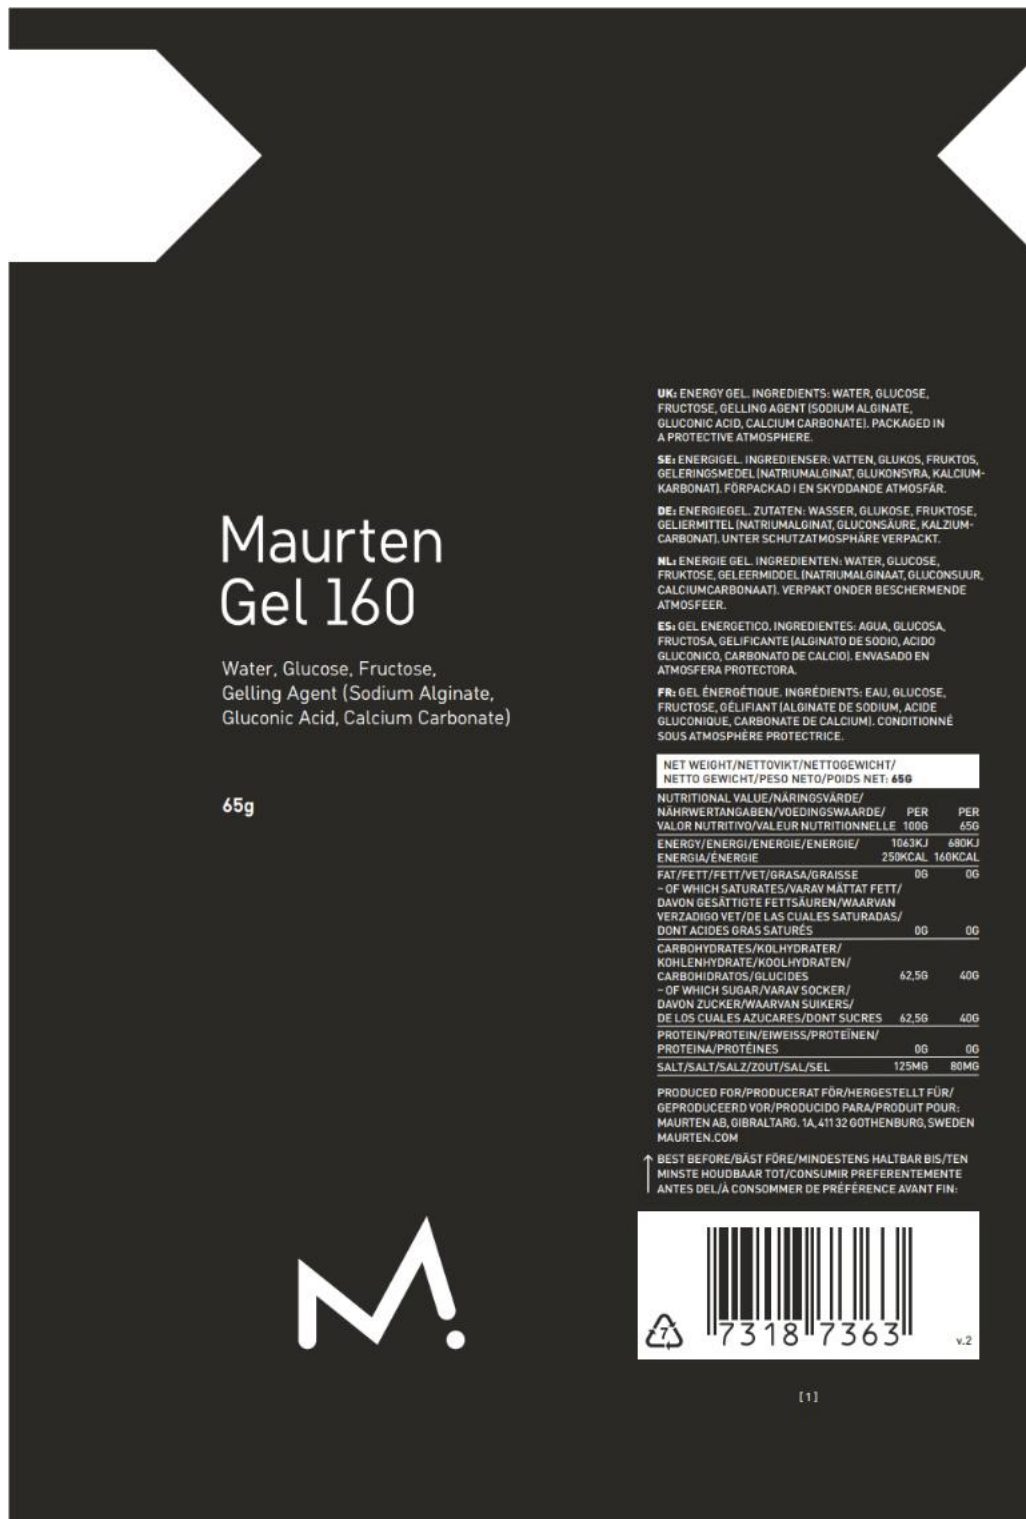 Maurten
Gel 160
Water, Glucose, Fructose,
Gelling Agent (Sodium Alginate,
Gluconic Acid, Calcium Carbonate)
65g
UK: ENERGY GEL. INGREDIENTS: WATER, GLUCOSE,
FRUCTOSE, GELLING AGENT (SODIUM ALGINATE,
GLUCONIC ACID, CALCIUM CARBONATE). PACKAGED IN
A PROTECTIVE ATMOSPHERE.
SE: ENERGIGEL. INGREDIENSER: VATTEN, GLUKOS, FRUKTOS,
GELERINGSMEDEL (NATRIUMALGINAT, GLUKONSYRA, KALCIUM-
KARBONAT). FÖRPACKAD I EN SKYDDANDE ATMOSFÄR.
DE: ENERGIEGEL. ZUTATEN: WASSER, GLUKOSE, FRUKTOSE,
GELIERMITTEL (NATRIUMALGINAT, GLUCONSÄURE, KALZIUM-
CARBONAT). UNTER SCHUTZATMOSPHÄRE VERPACKT.
NL: ENERGIE GEL. INGREDIENTEN: WATER, GLUCOSE,
FRUKTOSE, GELEERMIDDEL (NATRIUMALGINAAT, GLUCONSUUR,
CALCIUMCARBONAAT). VERPAKT ONDER BESCHERMENDE
ATMOSFEER.
ES: GEL ENERGETICO. INGREDIENTES: AGUA, GLUCOSA,
FRUCTOSA, GELIFICANTE (ALGINATO DE SODIO, ACIDO
GLUCONICO, CARBONATO DE CALCIO). ENVASADO EN
ATMOSFERA PROTECTORA.
FR: GEL ÉNERGÉTIQUE. INGRÉDIENTS: EAU, GLUCOSE,
FRUCTOSE, GÉLIFIANT (ALGINATE DE SODIUM, ACIDE
GLUCONIQUE, CARBONATE DE CALCIUM). CONDITIONNÉ
SOUS ATMOSPHÈRE PROTECTRICE.
NET WEIGHT/NETTOVIKT/NETTOGEWICHT/
NETTO GEWICHT/PESO NETO/POIDS NET: 65G
NUTRITIONAL VALUE/NÄRINGSVÄRDE/
NÄHRWERTANGABEN/VOEDINGSWAARDE/ PER PER
VALOR NUTRITIVO/VALEUR NUTRITIONNELLE 100G 65G
ENERGY/ENERGI/ENERGIE/ENERGIE/ 1063KJ 680KJ
ENERGIA/ÉNERGIE 250KCAL 160KCAL
FAT/FETT/FETT/VET/GRASA/GRAISSE 0G 0G
– OF WHICH SATURATES/VARAV MÄTTAT FETT/
DAVON GESÄTTIGTE FETTSÄUREN/WAARVAN
VERZADIGO VET/DE LAS CUALES SATURADAS/
DONT ACIDES GRAS SATURÉS 0G 0G
CARBOHYDRATES/KOLHYDRATER/
KOHLENHYDRATE/KOOLHYDRATEN/
CARBOHIDRATOS/GLUCIDES 62,5G 40G
– OF WHICH SUGAR/VARAV SOCKER/
DAVON ZUCKER/WAARVAN SUIKERS/
DE LOS CUALES AZUCARES/DONT SUCRES 62,5G 40G
PROTEIN/PROTEIN/EIWEISS/PROTEÏNEN/
PROTEINA/PROTÉINES 0G 0G
SALT/SALT/SALZ/ZOUT/SAL/SEL 125MG 80MG
PRODUCED FOR/PRODUCERAT FÖR/HERGESTELLT FÜR/
GEPRODUCEERD VOR/PRODUCIDO PARA/PRODUIT POUR:
MAURTEN AB, GIBRALTARG. 1A, 411 32 GOTHENBURG, SWEDEN
MAURTEN.COM
BEST BEFORE/BÄST FÖRE/MINDESTENS HALTBAR BIS/TEN
MINSTE HOUDBAAR TOT/CONSUMIR PREFERENTEMENTE
ANTES DEL/À CONSOMMER DE PRÉFÉRENCE AVANT FIN:
7
7318 7363
v.2
[1]